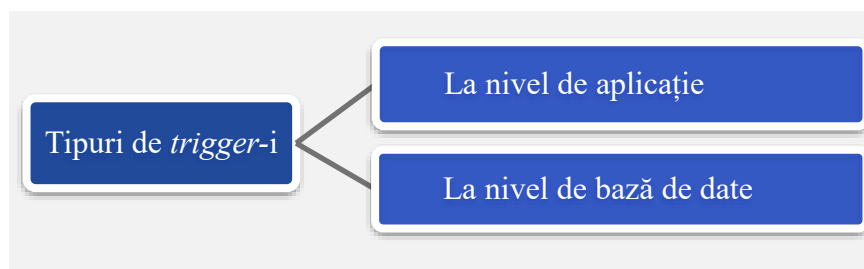 La nivel de aplicație
Tipuri de trigger-i
La nivel de bază de date